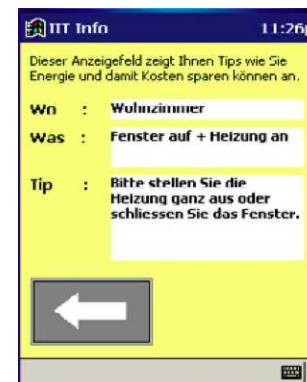 IIT Info 11:26
Dieser Anzeigefeld zeigt Ihnen Tips wie Sie
Energie und damit Kosten sparen können an.
Wo : Wohnzimmer
Was : Fenster auf + Heizung an
Tip : Bitte stellen Sie die
Heizung ganz aus oder
schliessen Sie das Fenster.